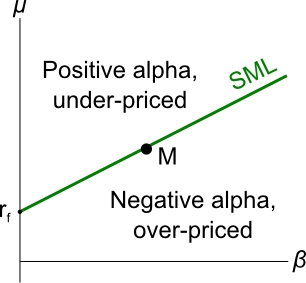 μ
Positive alpha,
under-priced
SML
M
rf
Negative alpha,
over-priced
β